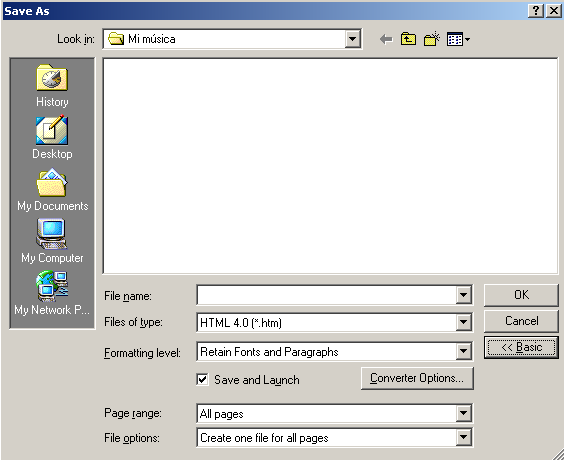 Save As
Look in: Mi música
History
Desktop
My Documents
My Computer
My Network P...
File name:
OK
Files of type: HTML 4.0 (*.htm)
Cancel
Formatting level: Retain Fonts and Paragraphs
<< Basic
Save and Launch
Converter Options...
Page range: All pages
File options: Create one file for all pages